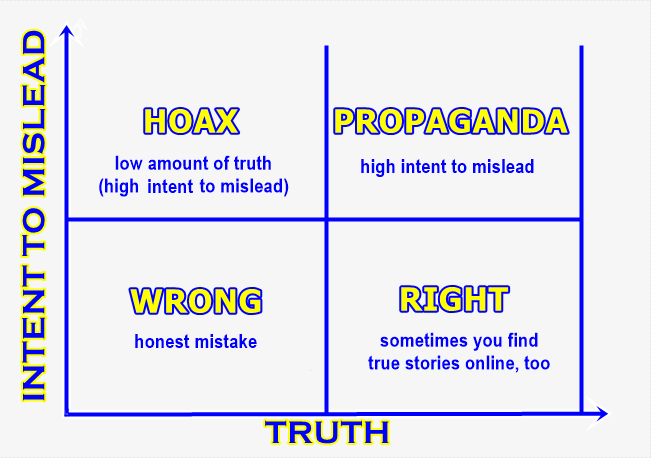 INTENT TO MISLEAD
HOAX
low amount of truth
(high intent to mislead)
PROPAGANDA
high intent to mislead
WRONG
honest mistake
RIGHT
sometimes you find
true stories online, too
TRUTH